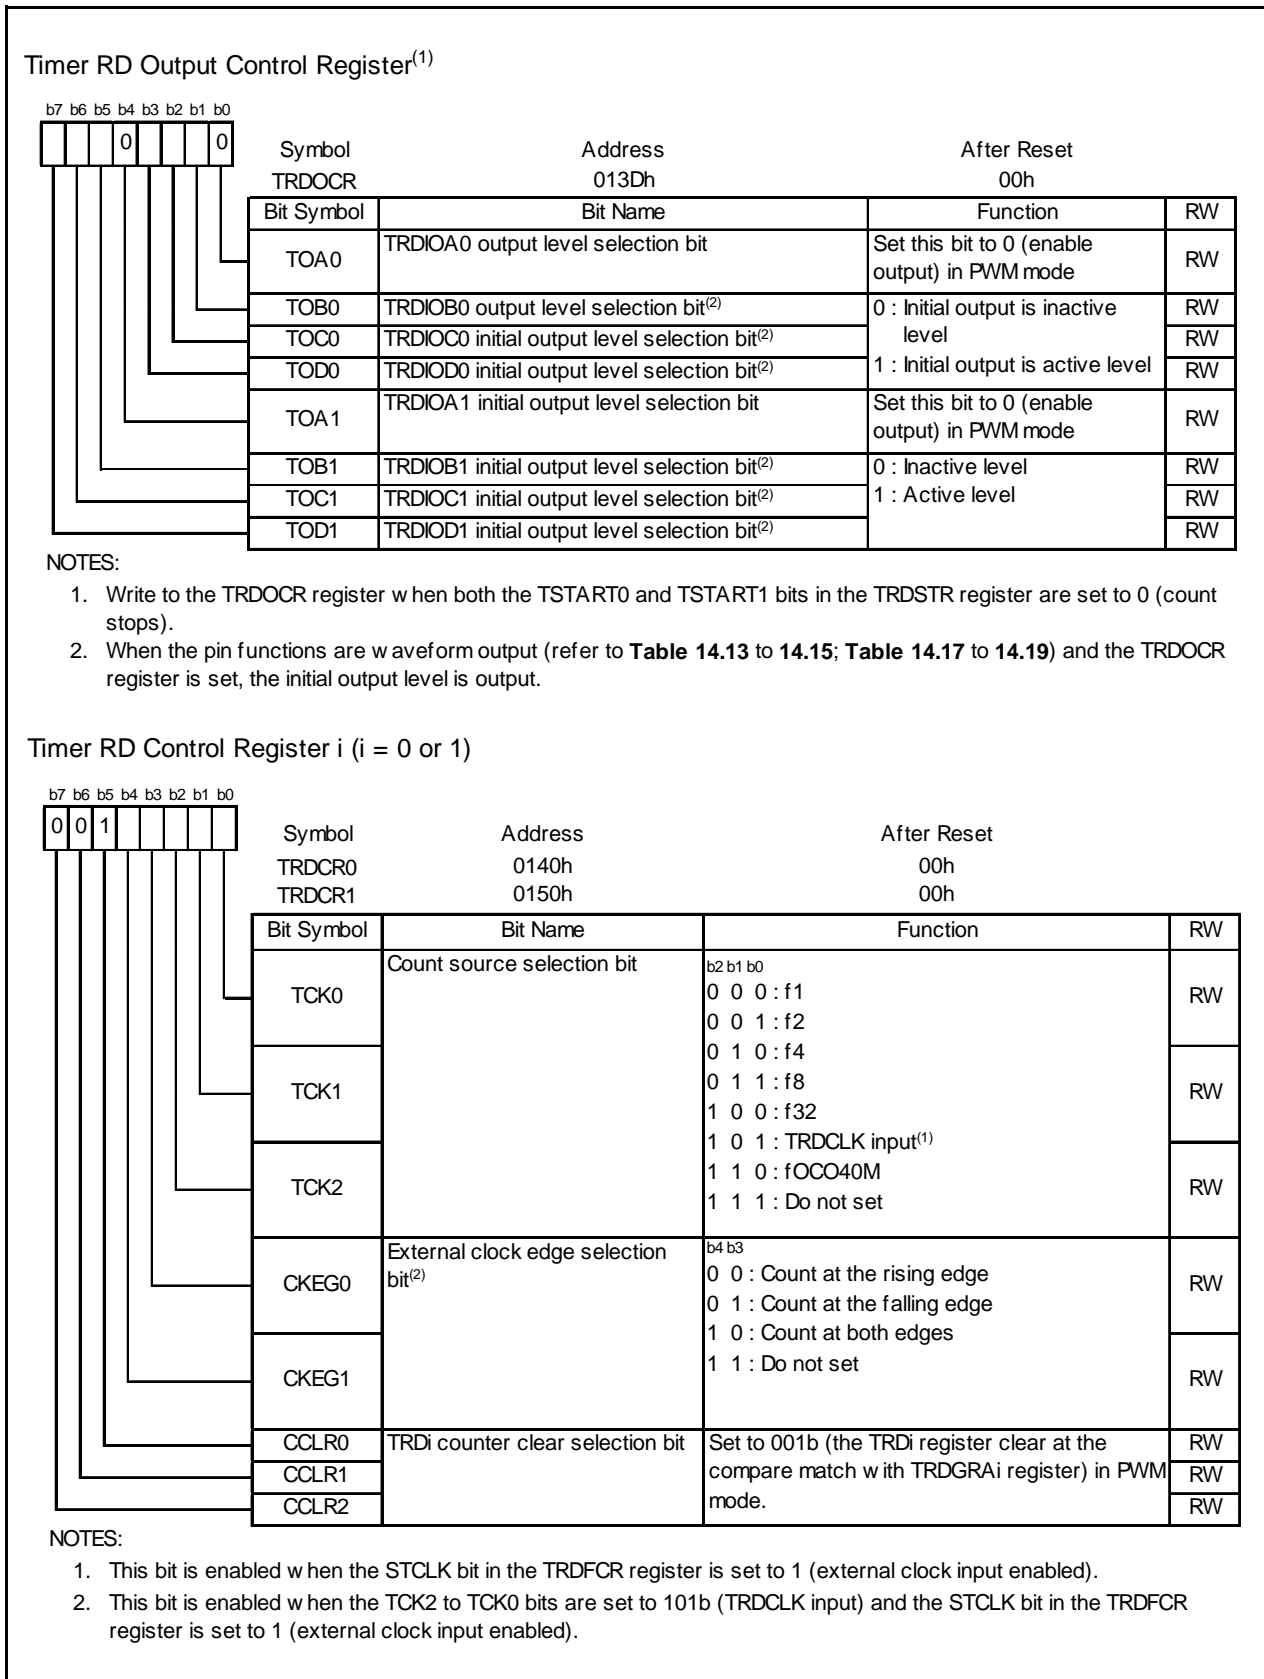 Timer RD Output Control Register(1)
b7 b6 b5 b4 b3 b2 b1 b0
0 0
Symbol Address After Reset
TRDOCR 013Dh 00h
Bit Symbol Bit Name Function RW
TOA0 TRDIOA0 output level selection bit Set this bit to 0 (enable
output) in PWM mode RW
TOB0 TRDIOB0 output level selection bit(2) 0 : Initial output is inactive RW
TOC0 TRDIOC0 initial output level selection bit(2) level RW
TOD0 TRDIOD0 initial output level selection bit(2) 1 : Initial output is active level RW
TOA1 TRDIOA1 initial output level selection bit Set this bit to 0 (enable
output) in PWM mode RW
TOB1 TRDIOB1 initial output level selection bit(2) 0 : Inactive level RW
TOC1 TRDIOC1 initial output level selection bit(2) 1 : Active level RW
TOD1 TRDIOD1 initial output level selection bit(2) RW
NOTES:
1. Write to the TRDOCR register when both the TSTART0 and TSTART1 bits in the TRDSTR register are set to 0 (count
stops).
2. When the pin functions are waveform output (refer to Table 14.13 to 14.15; Table 14.17 to 14.19) and the TRDOCR
register is set, the initial output level is output.
Timer RD Control Register i (i = 0 or 1)
b7 b6 b5 b4 b3 b2 b1 b0
0 0 1
Symbol Address After Reset
TRDCR0 0140h 00h
TRDCR1 0150h 00h
Bit Symbol Bit Name Function RW
Count source selection bit b2 b1 b0
TCK0 0 0 0 : f1 RW
0 0 1 : f2
0 1 0 : f4
TCK1 0 1 1 : f8 RW
1 0 0 : f32
1 0 1 : TRDCLK input(1)
TCK2 1 1 0 : fOCO40M RW
1 1 1 : Do not set
External clock edge selection b4 b3
CKEG0 bit(2) 0 0 : Count at the rising edge RW
0 1 : Count at the falling edge
1 0 : Count at both edges
CKEG1 1 1 : Do not set RW
CCLR0 TRDi counter clear selection bit Set to 001b (the TRDi register clear at the RW
CCLR1 compare match with TRDGRAi register) in PWM RW
CCLR2 mode. RW
NOTES:
1. This bit is enabled when the STCLK bit in the TRDFCR register is set to 1 (external clock input enabled).
2. This bit is enabled when the TCK2 to TCK0 bits are set to 101b (TRDCLK input) and the STCLK bit in the TRDFCR
register is set to 1 (external clock input enabled).